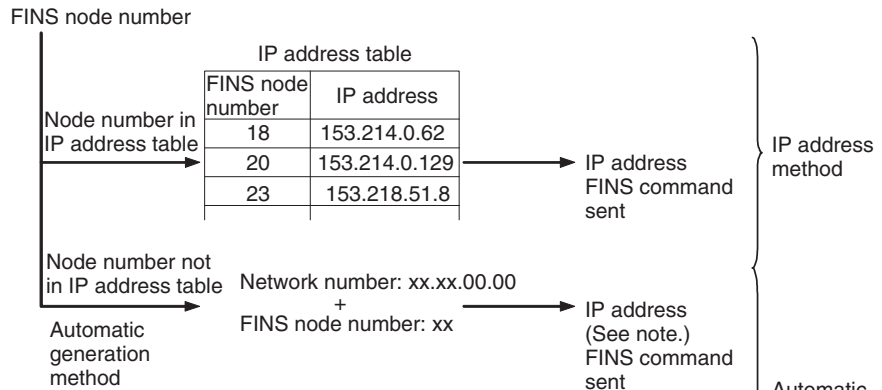 FINS node number
IP address table
FINS node number
IP address
Node number in
IP address table
18 153.214.0.62
20 153.214.0.129
23 153.218.51.8
IP address
FINS command
sent
IP address
method
Node number not
in IP address table
Network number: xx.xx.00.00
+
FINS node number: xx
Automatic
generation
method
IP address
(See note.)
FINS command
sent
Automatic